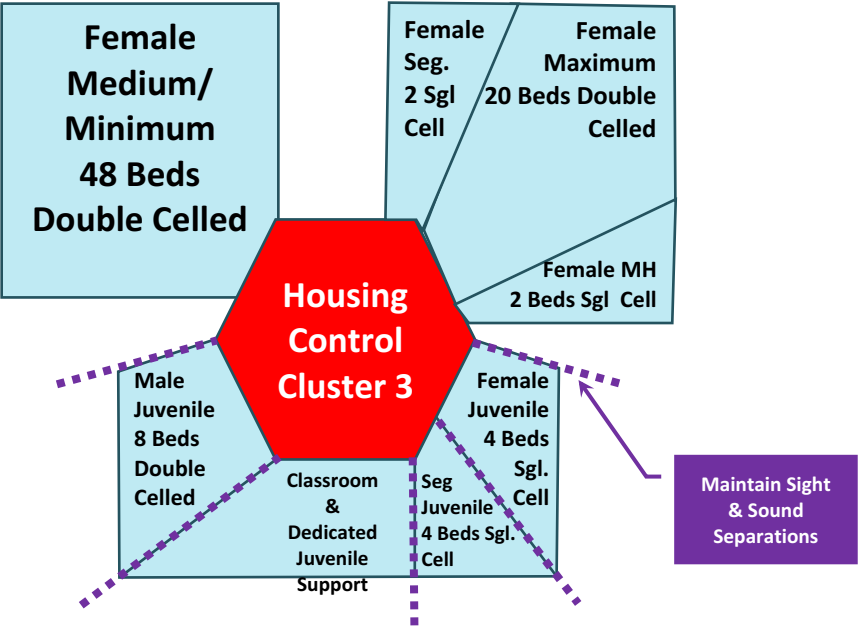 Female
Medium/
Minimum
48 Beds
Double Celled
Female
Seg.
2 Sgl
Cell
Female
Maximum
20 Beds Double
Celled
Female MH
2 Beds Sgl Cell
Housing
Control
Cluster 3
Male
Juvenile
8 Beds
Double
Celled
Classroom
&
Dedicated
Juvenile
Support
Seg
Juvenile
4 Beds Sgl.
Cell
Female
Juvenile
4 Beds
Sgl.
Cell
Maintain Sight
& Sound
Separations